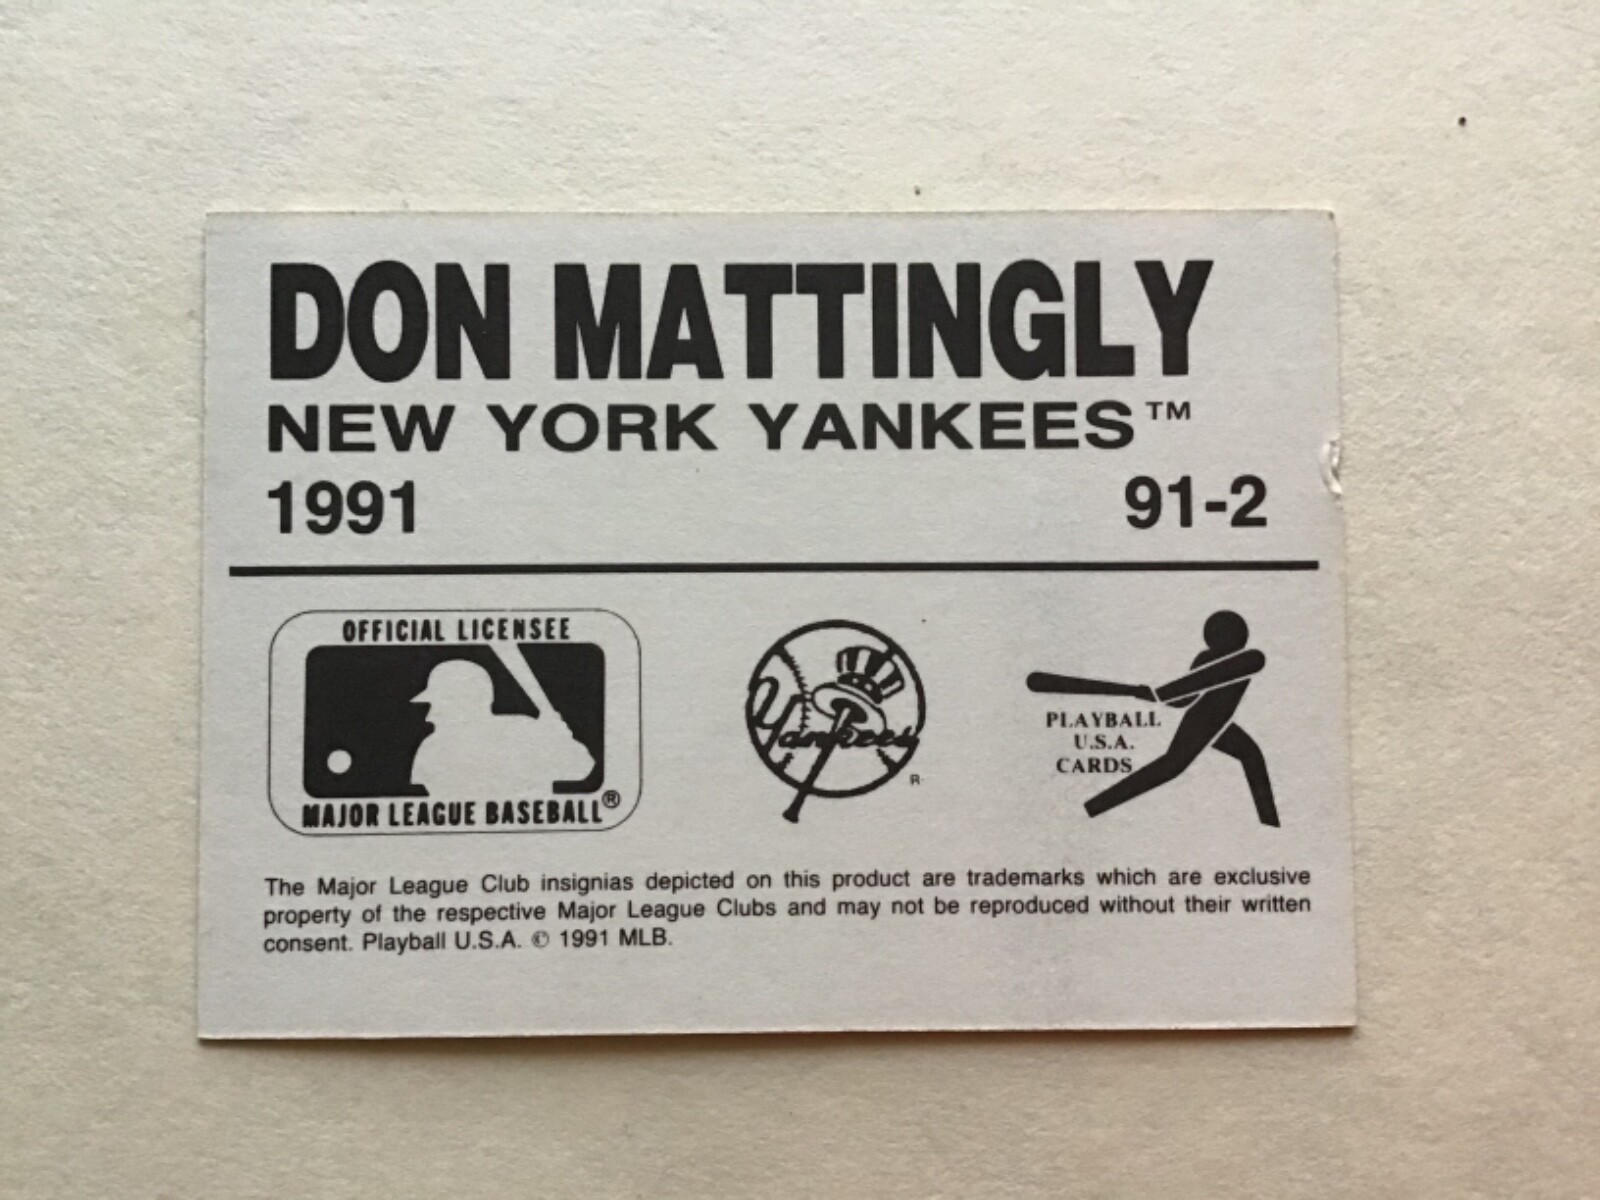 DON MATTINGLY
NEW YORK YANKEES™
1991 91-2
OFFICIAL LICENSEE
MAJOR LEAGUE BASEBALL®
Yankees
R
PLAYBALL
U.S.A.
CARDS
The Major League Club insignias depicted on this product are trademarks which are exclusive
property of the respective Major League Clubs and may not be reproduced without their written
consent. Playball U.S.A. © 1991 MLB.